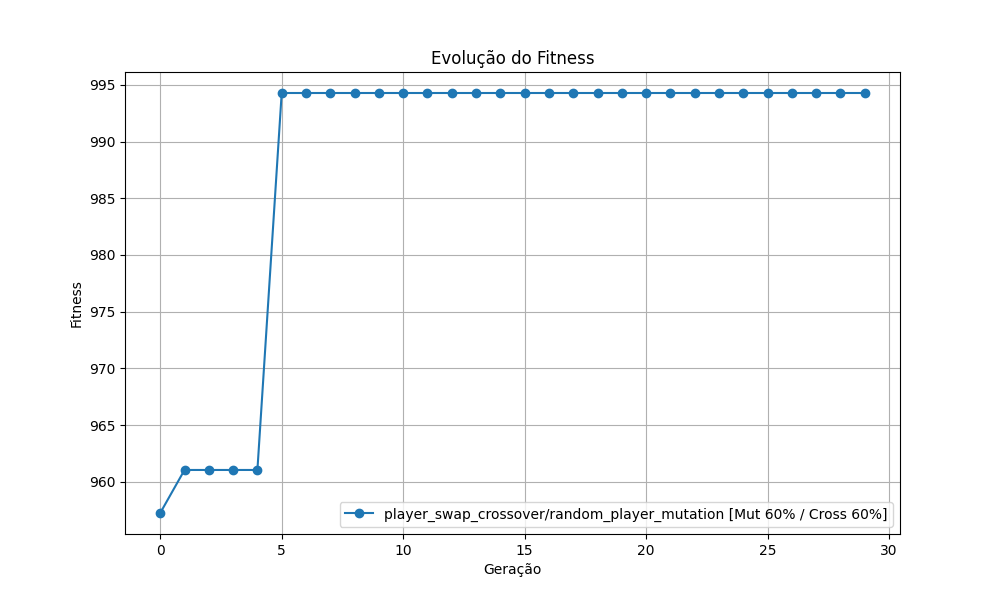 Evolução do Fitness
Fitness
995
990
985
980
975
970
965
960
0 5 10 15 20 25 30
Geração
player_swap_crossover/random_player_mutation [Mut 60% / Cross 60%]